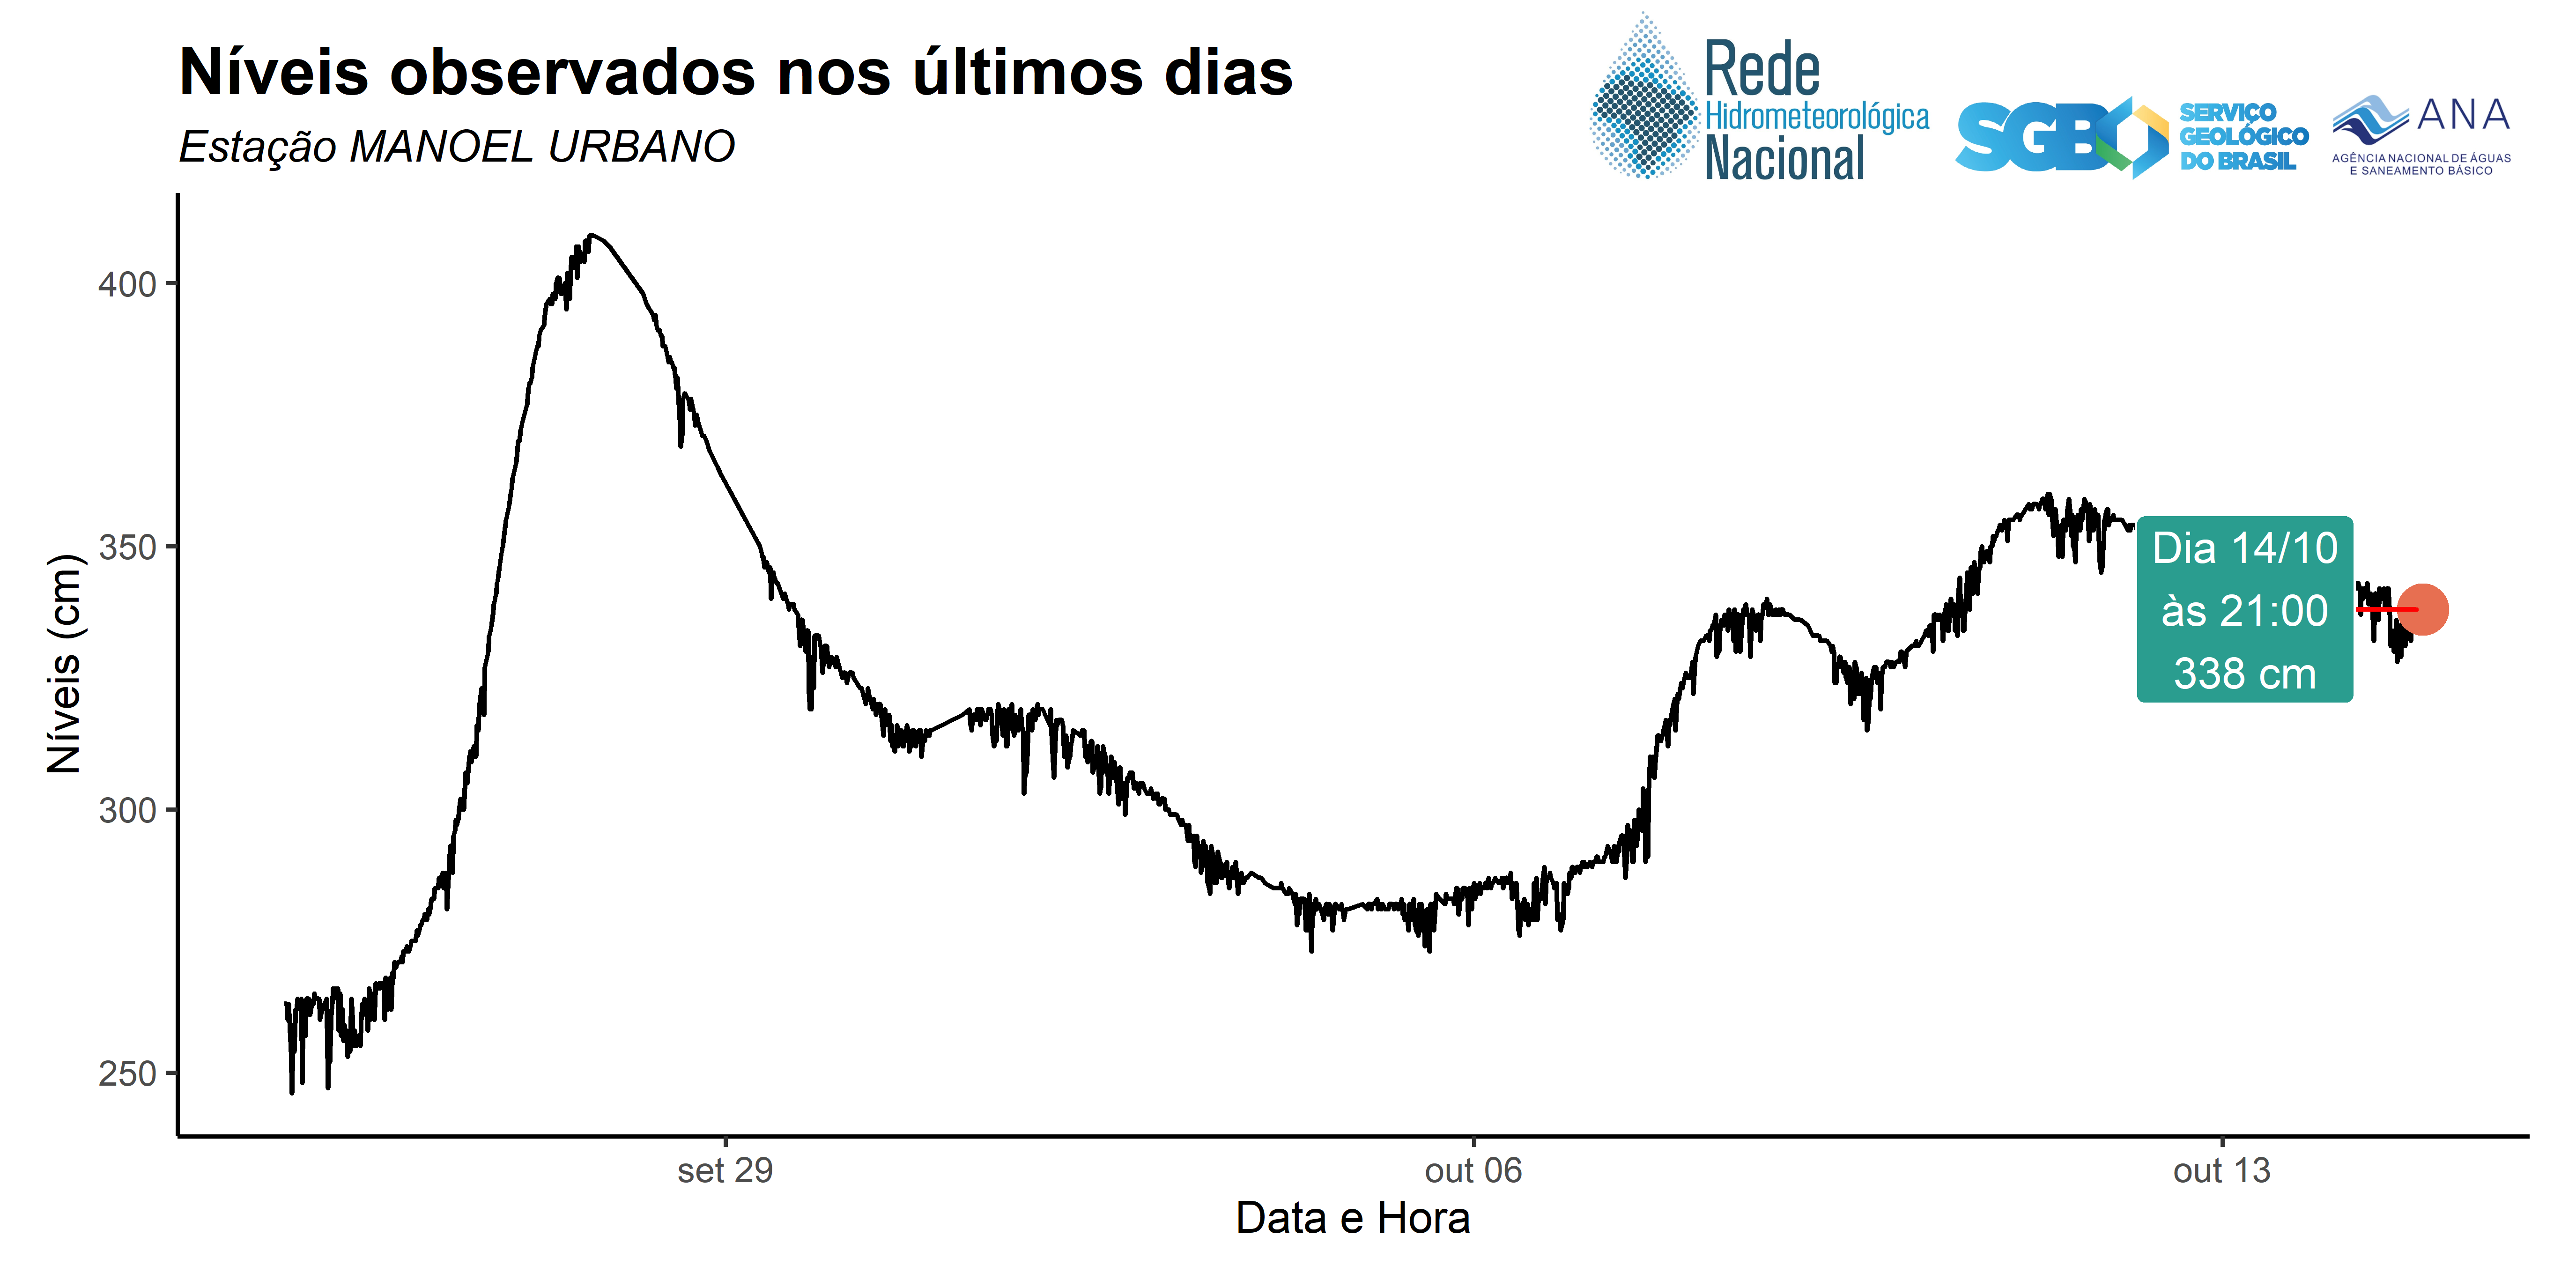 Níveis observados nos últimos dias
Estação MANOEL URBANO
Rede
Hidrometeorológica
Nacional
SGB
SERVIÇO
GEOLÓGICO
DO BRASIL
ANA
AGÊNCIA NACIONAL DE ÁGUAS
E SANEAMENTO BÁSICO
Níveis (cm)
400
350
300
250
Dia 14/10
às 21:00
338 cm
set 29
out 06
out 13
Data e Hora